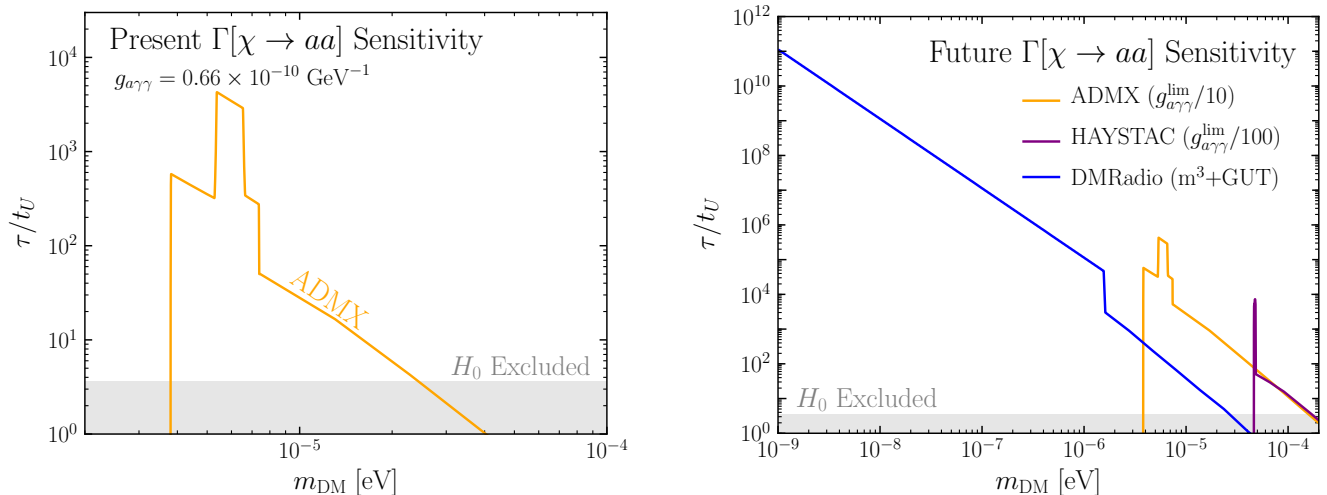 Present Γ[χ → aa] Sensitivity
g_{aγγ} = 0.66 × 10^{-10} GeV^{-1}
ADMX
H_0 Excluded
τ/t_U
10^4
10^3
10^2
10^1
10^0
10^{-5}
10^{-4}
m_{DM} [eV]
Future Γ[χ → aa] Sensitivity
ADMX (g_{aγγ}^{lim}/10)
HAYSTAC (g_{aγγ}^{lim}/100)
DMRadio (m^3+GUT)
H_0 Excluded
τ/t_U
10^{12}
10^{10}
10^8
10^6
10^4
10^2
10^0
10^{-9}
10^{-8}
10^{-7}
10^{-6}
10^{-5}
10^{-4}
m_{DM} [eV]